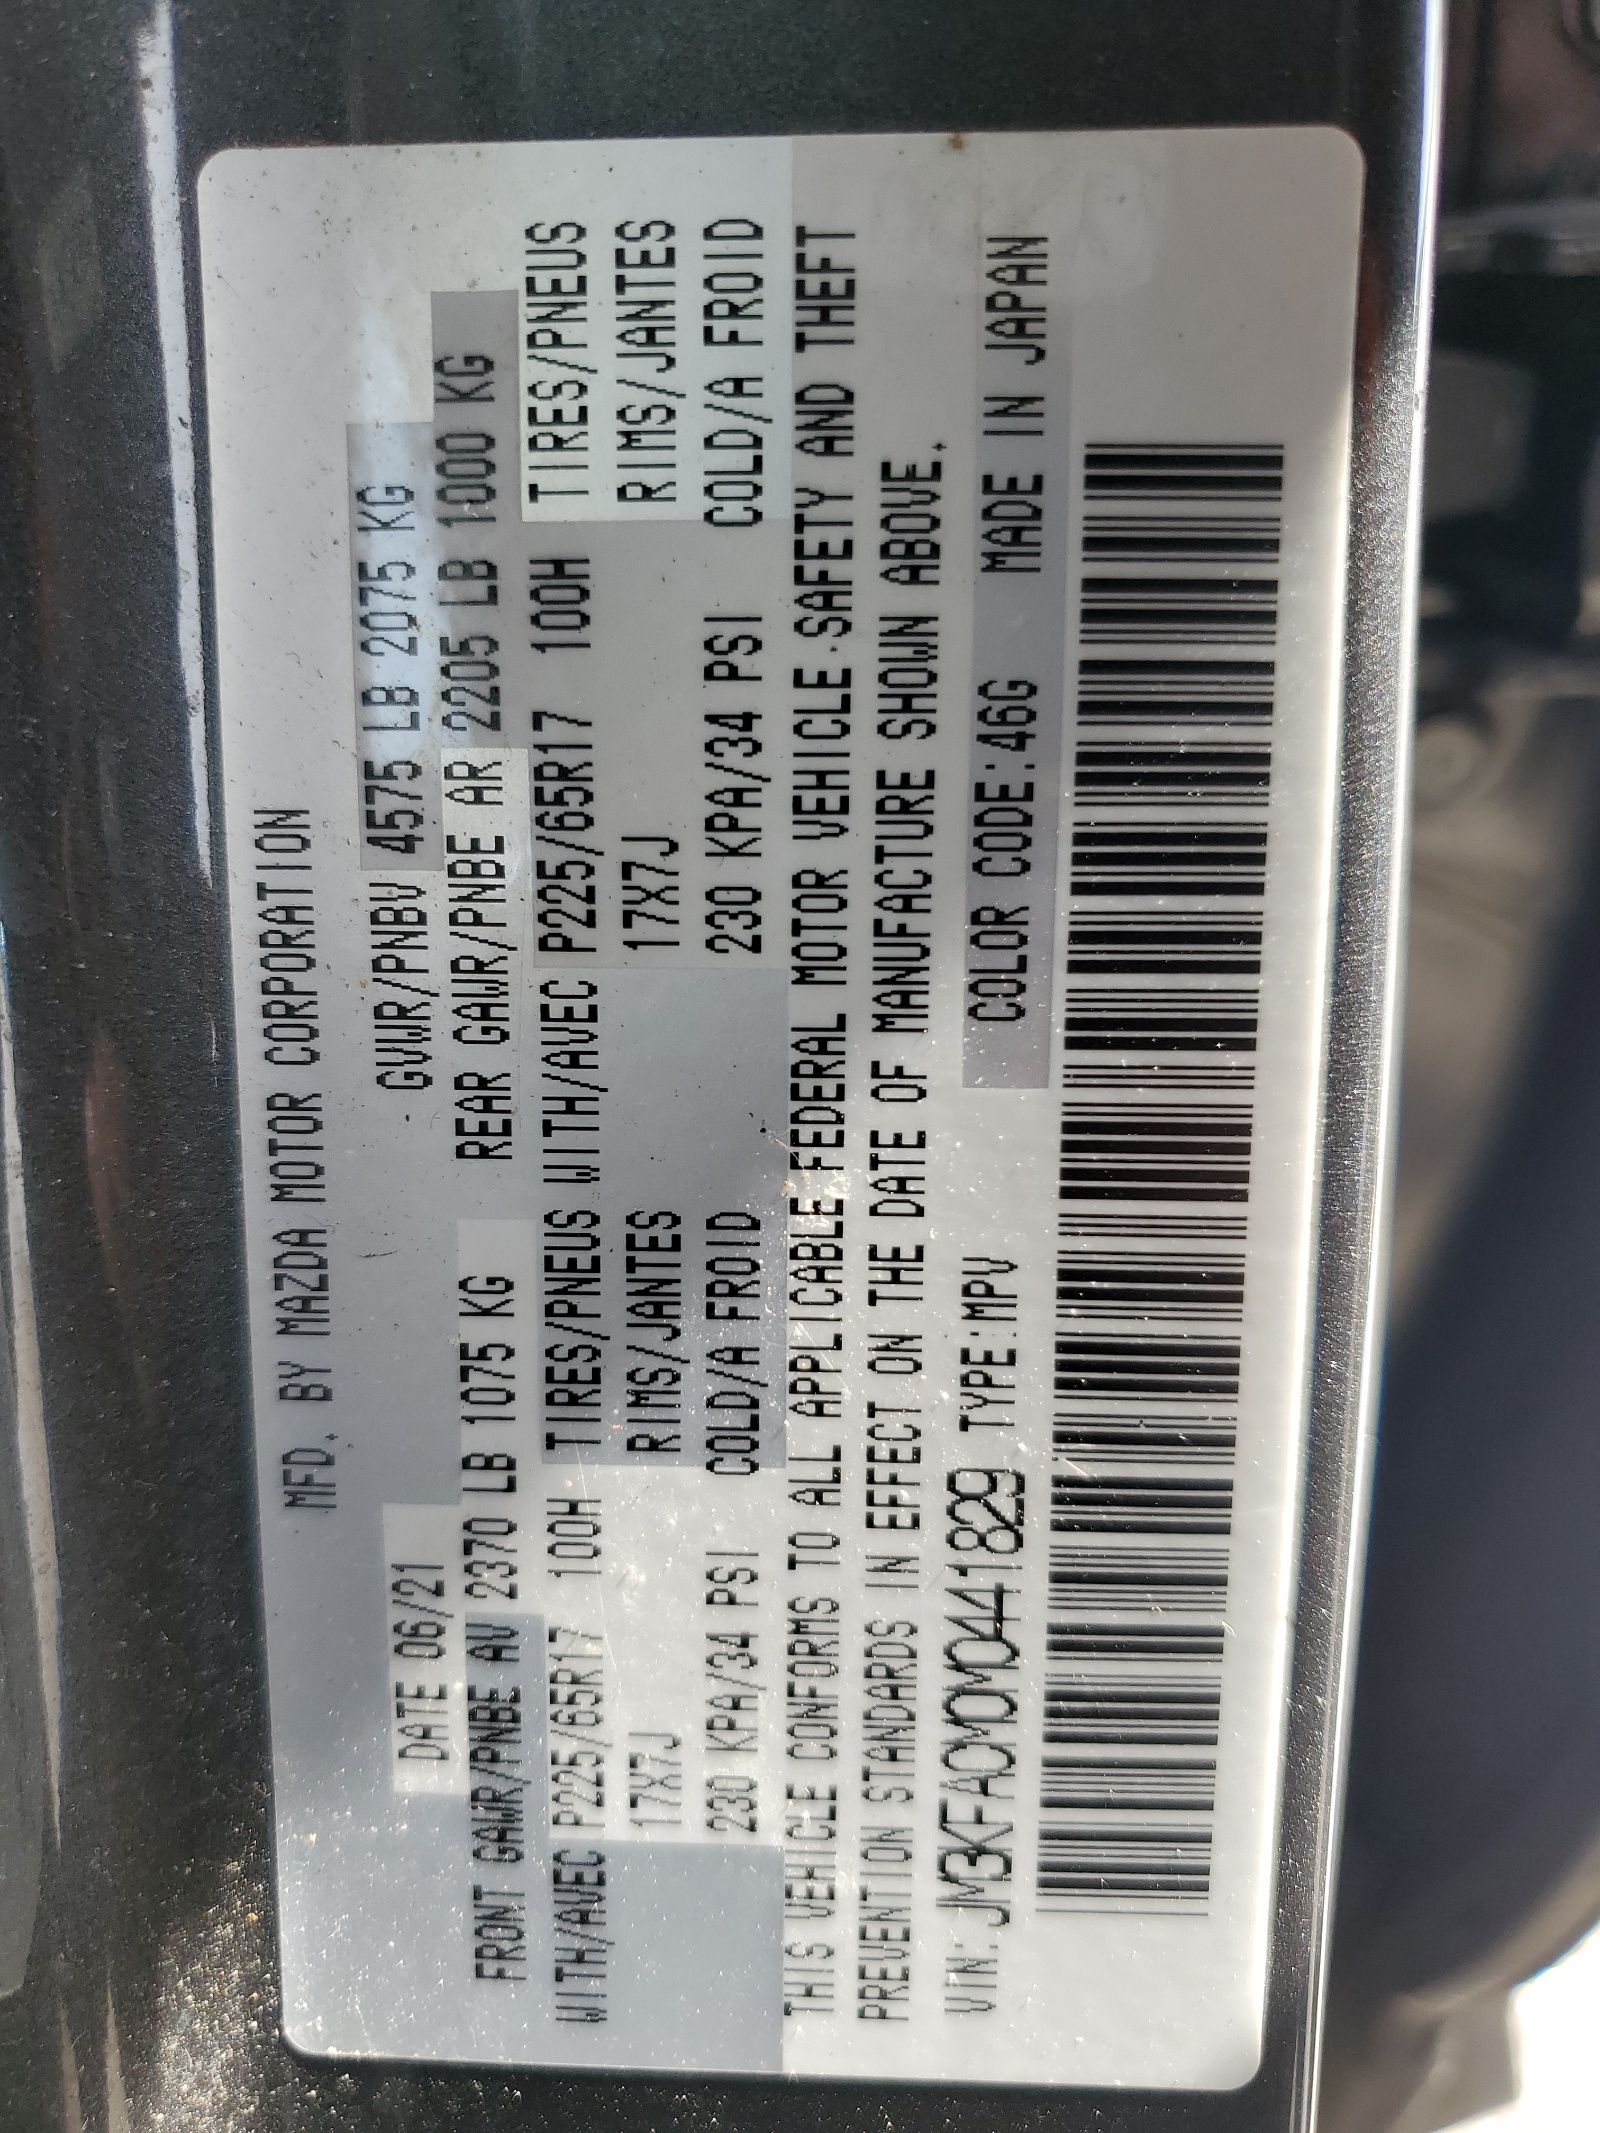 MFD. BY MAZDA MOTOR CORPORATION
DATE 06/21 GVWR/PNBV 4575 LB 2075 KG
FRONT GAWR/PNBE AV 2370 LB 1075 KG REAR GAWR/PNBE AR 2205 LB 1000 KG
WITH/AVEC P225/65R17 100H TIRES/PNEUS WITH/AVEC P225/65R17 100H TIRES/PNEUS
17X7J RIMS/JANTES 17X7J RIMS/JANTES
230 KPA/34 PSI COLD/A FROID 230 KPA/34 PSI COLD/A FROID
THIS VEHICLE CONFORMS TO ALL APPLICABLE FEDERAL MOTOR VEHICLE SAFETY AND THEFT
PREVENTION STANDARDS IN EFFECT ON THE DATE OF MANUFACTURE SHOWN ABOVE.
VIN: JM3KFACM0M0441829 TYPE:MPV COLOR CODE:46G MADE IN JAPAN